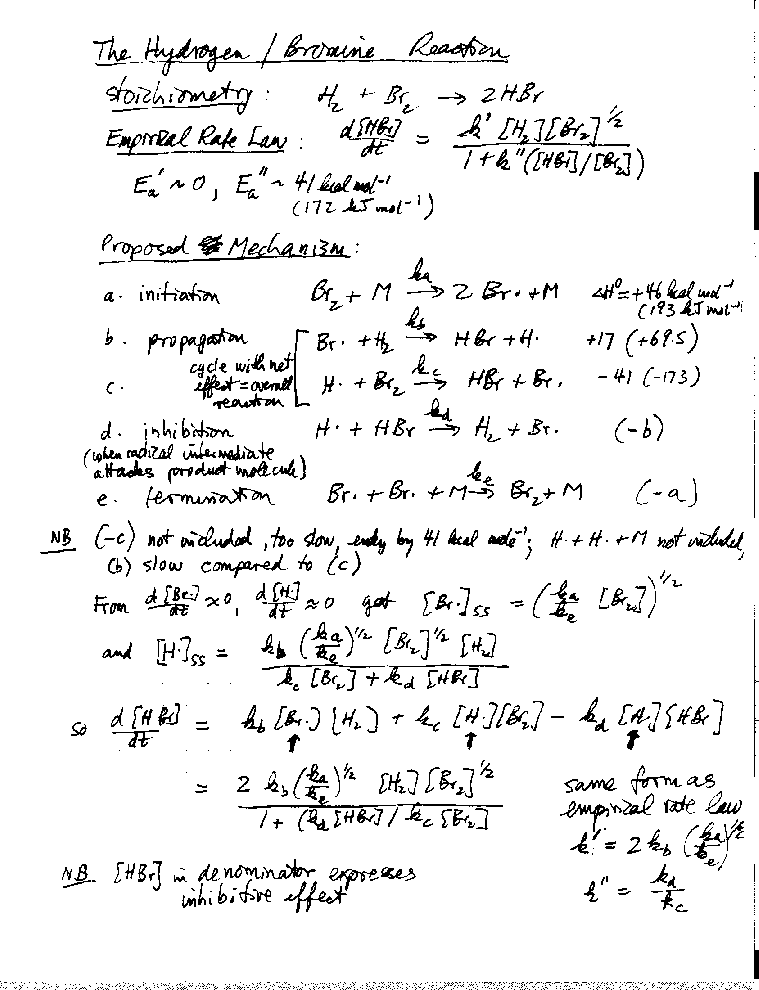 The Hydrogen / Bromine Reaction
Stoichiometry: H₂ + Br₂ → 2HBr
Empirical Rate Law: d[HBr]/dt = k' [H₂][Br₂]^1/2 / 1 + k''([HBr]/[Br₂])
Ea' ~ 0, Ea'' ~ 41 kcal mol⁻¹
(172 kJ mol⁻¹)
Proposed Mechanism:
a. initiation Br₂ + M →(ka) 2 Br· + M ΔH° = +46 kcal mol⁻¹
(193 kJ mol⁻¹)
b. propagation Br· + H₂ →(kb) HBr + H· +17 (+69.5)
cycle with net
c. effect = overall H· + Br₂ →(kc) HBr + Br· -41 (-173)
reaction
d. inhibition H· + HBr →(kd) H₂ + Br· (-b)
(when radical intermediate
attacks product molecule)
e. termination Br· + Br· + M →(ke) Br₂ + M (-a)
NB (-c) not included, too slow, endo by 41 kcal mole⁻¹; H· + H· + M not included,
(b) slow compared to (c)
From d[Br·]/dt ≈ 0, d[H·]/dt ≈ 0 get [Br·]ss = (ka/ke [Br₂])^1/2
and [H·]ss = kb (ka/ke)^1/2 [Br₂]^1/2 [H₂] / kc [Br₂] + kd [HBr]
so d[HBr]/dt = kb [Br·][H₂] + kc [H·][Br₂] - kd [H·][HBr]
= 2 kb (ka/ke)^1/2 [H₂][Br₂]^1/2 / 1 + (kd [HBr] / kc [Br₂]
same form as
empirical rate law
k' = 2 kb (ka/ke)^1/2
k'' = kd/kc
NB [HBr] in denominator expresses
inhibitive effect